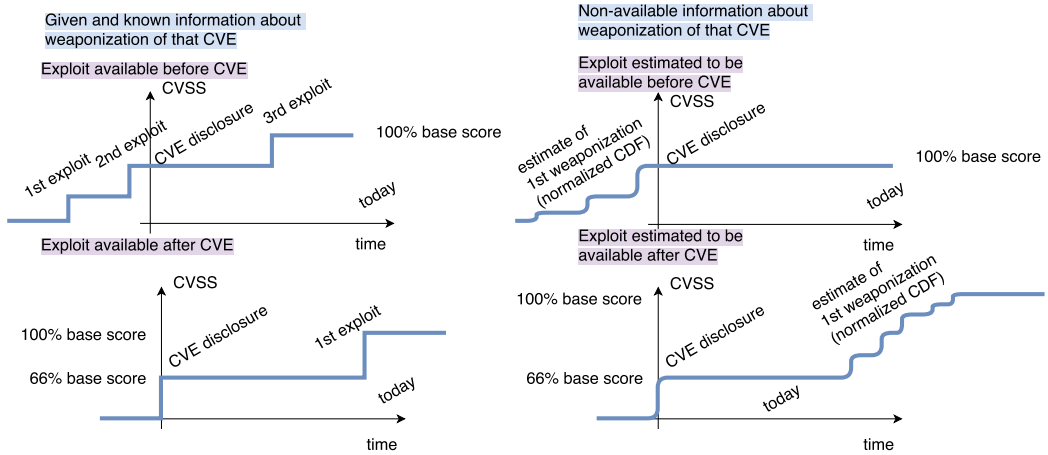 Given and known information about
weaponization of that CVE
Exploit available before CVE
CVSS
1st exploit
2nd exploit
CVE disclosure
3rd exploit
100% base score
today
time
Exploit available after CVE
CVSS
100% base score
66% base score
CVE disclosure
1st exploit
today
time
Non-available information about
weaponization of that CVE
Exploit estimated to be
available before CVE
CVSS
estimate of
1st weaponization
(normalized CDF)
CVE disclosure
100% base score
today
time
Exploit estimated to be
available after CVE
CVSS
100% base score
66% base score
CVE disclosure
estimate of
1st weaponization
(normalized CDF)
today
time